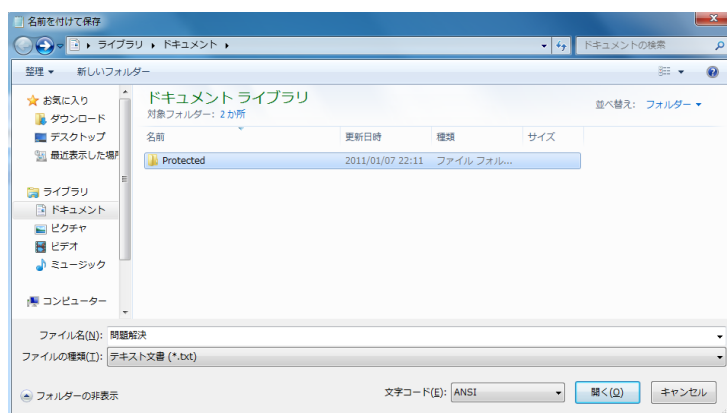 名前を付けて保存
ライブラリ ドキュメント ドキュメントの検索
整理 新しいフォルダー
お気に入り
ダウンロード
デスクトップ
最近表示した場所
ライブラリ
ドキュメント
ピクチャ
ビデオ
ミュージック
コンピューター
ドキュメント ライブラリ
対象フォルダー: 2 か所
並べ替え: フォルダー
名前 更新日時 種類 サイズ
Protected 2011/01/07 22:11 ファイル フォル...
ファイル名(N): 問題解決
ファイルの種類(T): テキスト文書 (*.txt)
フォルダーの非表示 文字コード(E): ANSI 開く(O) キャンセル